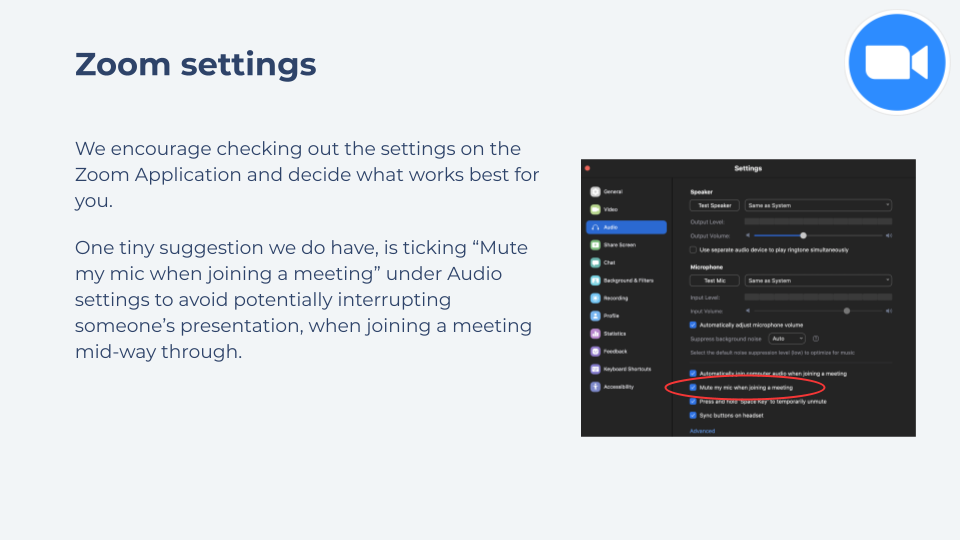 Zoom settings
We encourage checking out the settings on the
Zoom Application and decide what works best for
you.
One tiny suggestion we do have, is ticking “Mute
my mic when joining a meeting” under Audio
settings to avoid potentially interrupting
someone’s presentation, when joining a meeting
mid-way through.
Settings
General
Video
Audio
Share Screen
Chat
Background & Filters
Recording
Profile
Statistics
Feedback
Keyboard Shortcuts
Accessibility
Speaker
Test Speaker
Same as System
Output Level:
Output Volume:
Use separate audio device to play ringtone simultaneously
Microphone
Test Mic
Same as System
Input Level:
Input Volume:
Automatically adjust microphone volume
Suppress background noise
Auto
Select the default noise suppression level (low) to optimise for music
Automatically join computer audio when joining a meeting
Mute my mic when joining a meeting
Press and hold 'Space Key' to temporarily unmute
Sync buttons on headset
Advanced